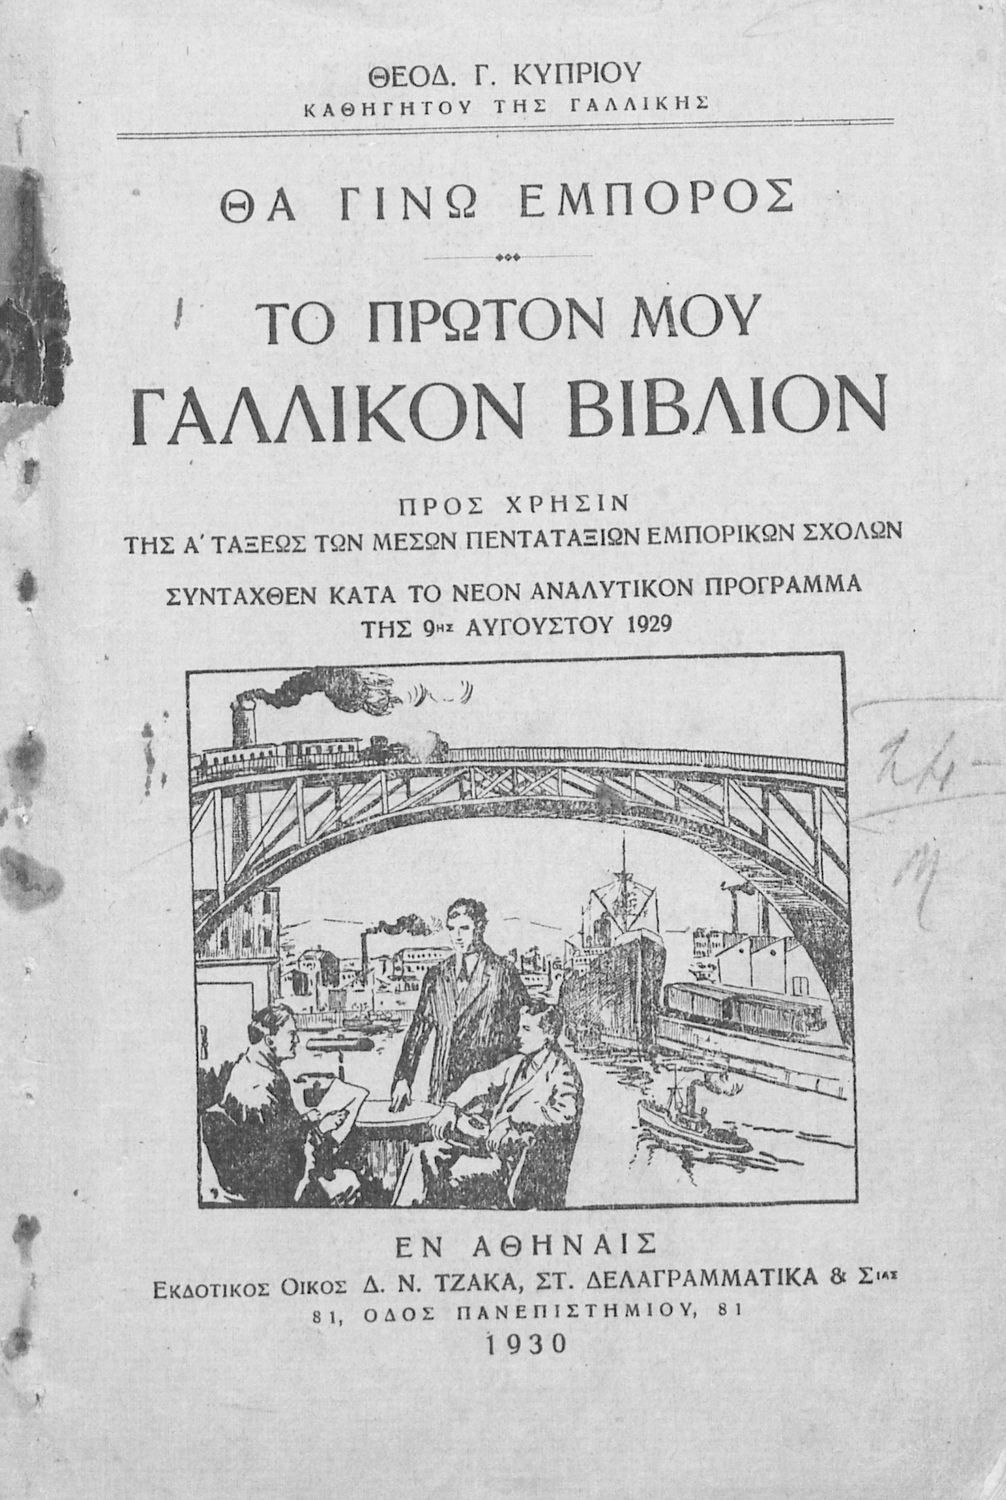 ΘΕΟΔ. Γ. ΚΥΠΡΙΟΥ
ΚΑΘΗΓΗΤΟΥ ΤΗΣ ΓΑΛΛΙΚΗΣ
ΘΑ ΓΙΝΩ ΕΜΠΟΡΟΣ
ΤΟ ΠΡΩΤΟΝ ΜΟΥ
ΓΑΛΛΙΚΟΝ ΒΙΒΛΙΟΝ
ΠΡΟΣ ΧΡΗΣΙΝ
ΤΗΣ Α΄ ΤΑΞΕΩΣ ΤΩΝ ΜΕΣΩΝ ΠΕΝΤΑΤΑΞΙΩΝ ΕΜΠΟΡΙΚΩΝ ΣΧΟΛΩΝ
ΣΥΝΤΑΧΘΕΝ ΚΑΤΑ ΤΟ ΝΕΟΝ ΑΝΑΛΥΤΙΚΟΝ ΠΡΟΓΡΑΜΜΑ
ΤΗΣ 9ΗΣ ΑΥΓΟΥΣΤΟΥ 1929
ΕΝ ΑΘΗΝΑΙΣ
ΕΚΔΟΤΙΚΟΣ ΟΙΚΟΣ Δ. Ν. ΤΖΑΚΑ, ΣΤ. ΔΕΛΑΓΡΑΜΜΑΤΙΚΑ & ΣΙΑΣ
81, ΟΔΟΣ ΠΑΝΕΠΙΣΤΗΜΙΟΥ, 81
1930